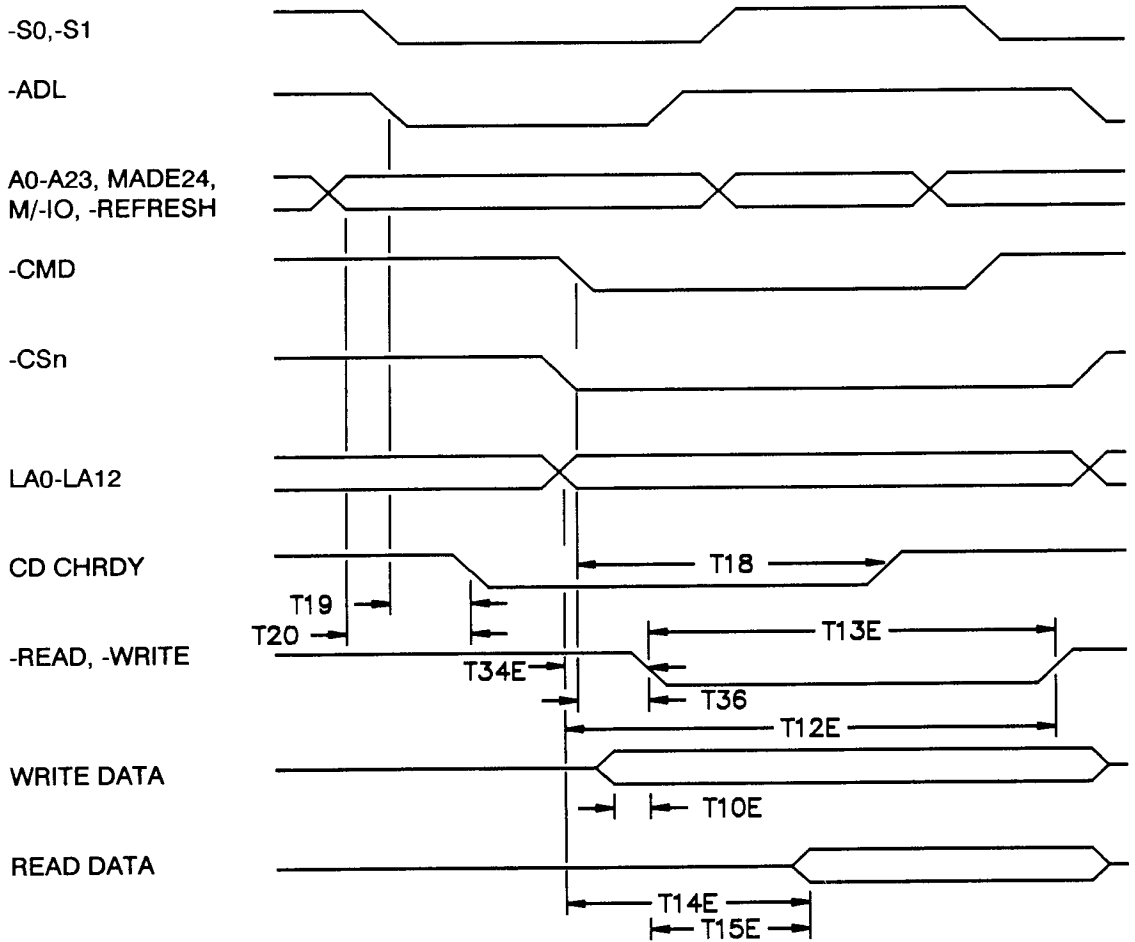 -S0,-S1
-ADL
A0-A23, MADE24,
M/-IO, -REFRESH
-CMD
-CSn
LA0-LA12
CD CHRDY
T18
T19
T20
T13E
-READ, -WRITE
T34E
T36
T12E
WRITE DATA
T10E
READ DATA
T14E
T15E